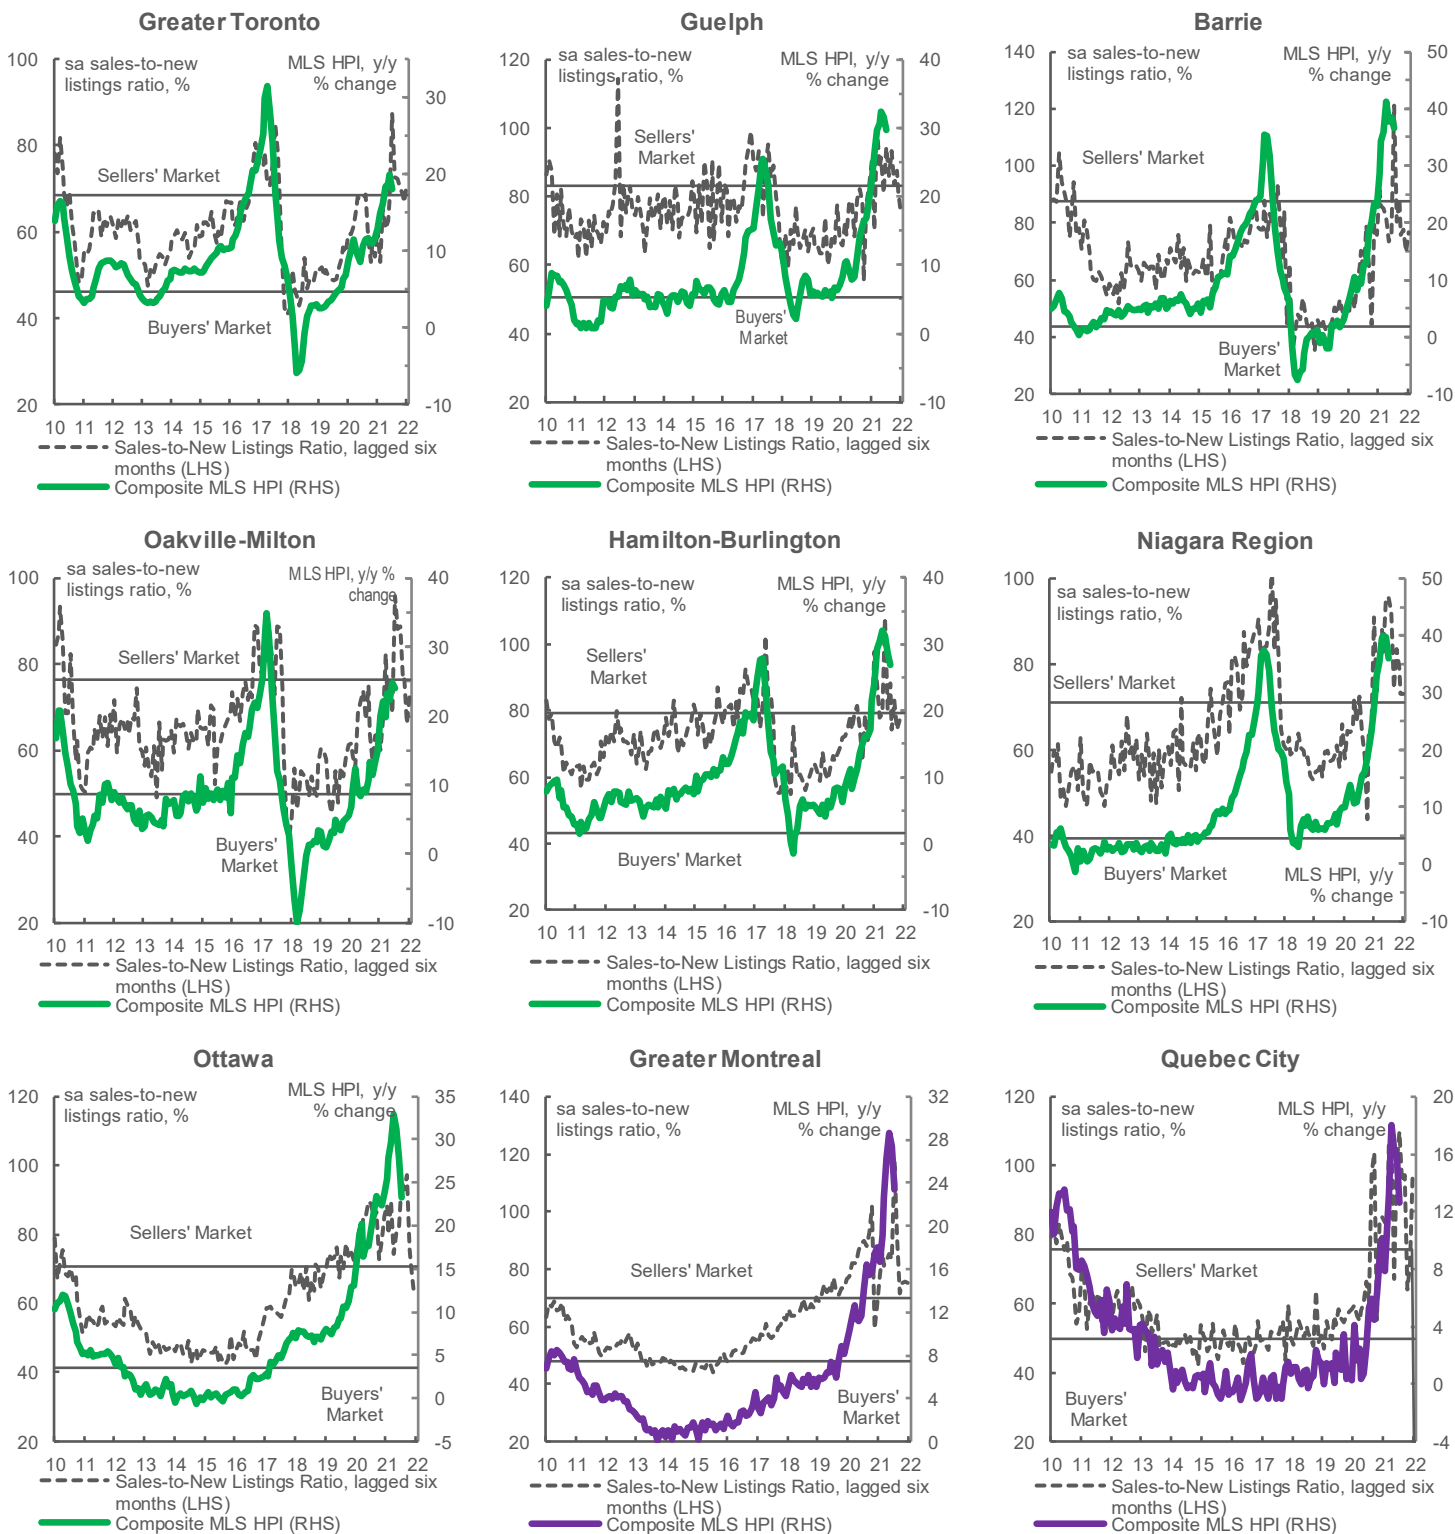 Greater Toronto
sa sales-to-new
listings ratio, %
MLS HPI, y/y
% change
100
80
60
40
20
30
20
10
0
-10
Sellers' Market
Buyers' Market
10 11 12 13 14 15 16 17 18 19 20 21 22
Sales-to-New Listings Ratio, lagged six
months (LHS)
Composite MLS HPI (RHS)
Guelph
sa sales-to-new
listings ratio, %
MLS HPI, y/y
% change
120
100
80
60
40
20
40
30
20
10
0
-10
Sellers'
Market
Buyers'
Market
10 11 12 13 14 15 16 17 18 19 20 21 22
Sales-to-New Listings Ratio, lagged six
months (LHS)
Composite MLS HPI (RHS)
Barrie
sa sales-to-new
listings ratio, %
MLS HPI, y/y
% change
140
120
100
80
60
40
20
50
40
30
20
10
0
-10
Sellers' Market
Buyers'
Market
10 11 12 13 14 15 16 17 18 19 20 21 22
Sales-to-New Listings Ratio, lagged six
months (LHS)
Composite MLS HPI (RHS)
Oakville-Milton
sa sales-to-new
listings ratio, %
MLS HPI, y/y %
change
100
80
60
40
20
40
30
20
10
0
-10
Sellers' Market
Buyers'
Market
10 11 12 13 14 15 16 17 18 19 20 21 22
Sales-to-New Listings Ratio, lagged six
months (LHS)
Composite MLS HPI (RHS)
Hamilton-Burlington
sa sales-to-new
listings ratio, %
MLS HPI, y/y
% change
120
100
80
60
40
20
40
30
20
10
0
-10
Sellers'
Market
Buyers' Market
10 11 12 13 14 15 16 17 18 19 20 21 22
Sales-to-New Listings Ratio, lagged six
months (LHS)
Composite MLS HPI (RHS)
Niagara Region
sa sales-to-new
listings ratio, %
100
80
60
40
20
50
40
30
20
10
0
-10
Sellers' Market
Buyers' Market
MLS HPI, y/y
% change
10 11 12 13 14 15 16 17 18 19 20 21 22
Sales-to-New Listings Ratio, lagged six
months (LHS)
Composite MLS HPI (RHS)
Ottawa
sa sales-to-new
listings ratio, %
MLS HPI, y/y
% change
120
100
80
60
40
20
35
30
25
20
15
10
5
0
-5
Sellers' Market
Buyers'
Market
10 11 12 13 14 15 16 17 18 19 20 21 22
Sales-to-New Listings Ratio, lagged six
months (LHS)
Composite MLS HPI (RHS)
Greater Montreal
sa sales-to-new
listings ratio, %
MLS HPI, y/y
% change
140
120
100
80
60
40
20
32
28
24
20
16
12
8
4
0
Sellers' Market
Buyers'
Market
10 11 12 13 14 15 16 17 18 19 20 21 22
Sales-to-New Listings Ratio, lagged six
months (LHS)
Composite MLS HPI (RHS)
Quebec City
sa sales-to-new
listings ratio, %
MLS HPI, y/y
% change
120
100
80
60
40
20
20
16
12
8
4
0
-4
Sellers' Market
Buyers'
Market
10 11 12 13 14 15 16 17 18 19 20 21 22
Sales-to-New Listings Ratio, lagged six
months (LHS)
Composite MLS HPI (RHS)